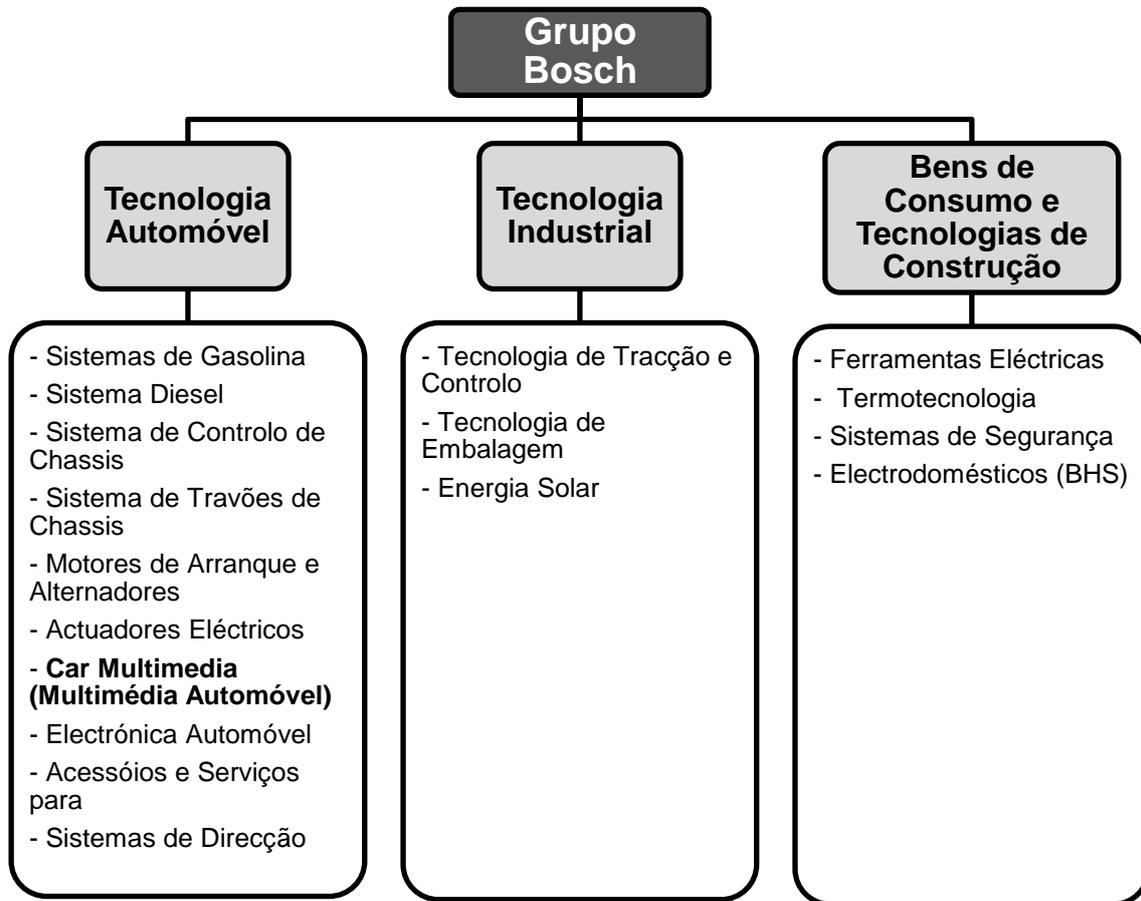 Grupo
Bosch
Tecnologia
Automóvel
Tecnologia
Industrial
Bens de
Consumo e
Tecnologias de
Construção
- Sistemas de Gasolina
- Sistema Diesel
- Sistema de Controlo de
Chassis
- Sistema de Travões de
Chassis
- Motores de Arranque e
Alternadores
- Actuadores Eléctricos
- Car Multimedia
(Multimédia Automóvel)
- Electrónica Automóvel
- Acessóios e Serviços
para
- Sistemas de Direcção
- Tecnologia de Tracção e
Controlo
- Tecnologia de
Embalagem
- Energia Solar
- Ferramentas Eléctricas
- Termotecnologia
- Sistemas de Segurança
- Electrodomésticos (BHS)